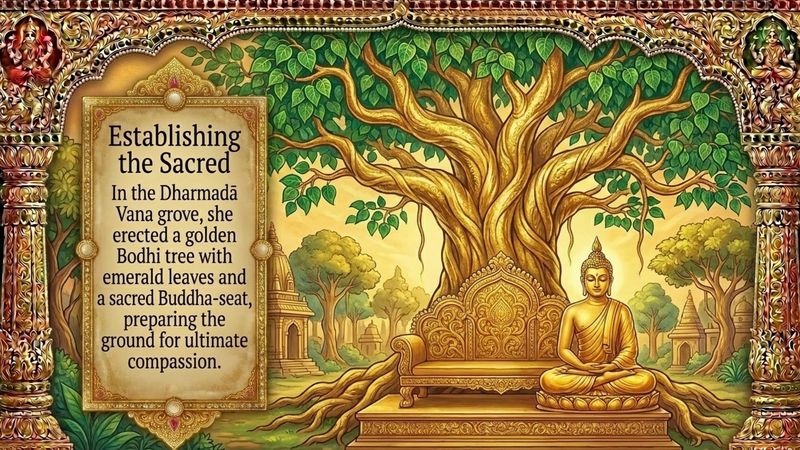 Establishing
the Sacred
In the Dharmadā
Vana grove, she
erected a golden
Bodhi tree with
emerald leaves and
a sacred Buddha-seat,
preparing the
ground for ultimate
compassion.